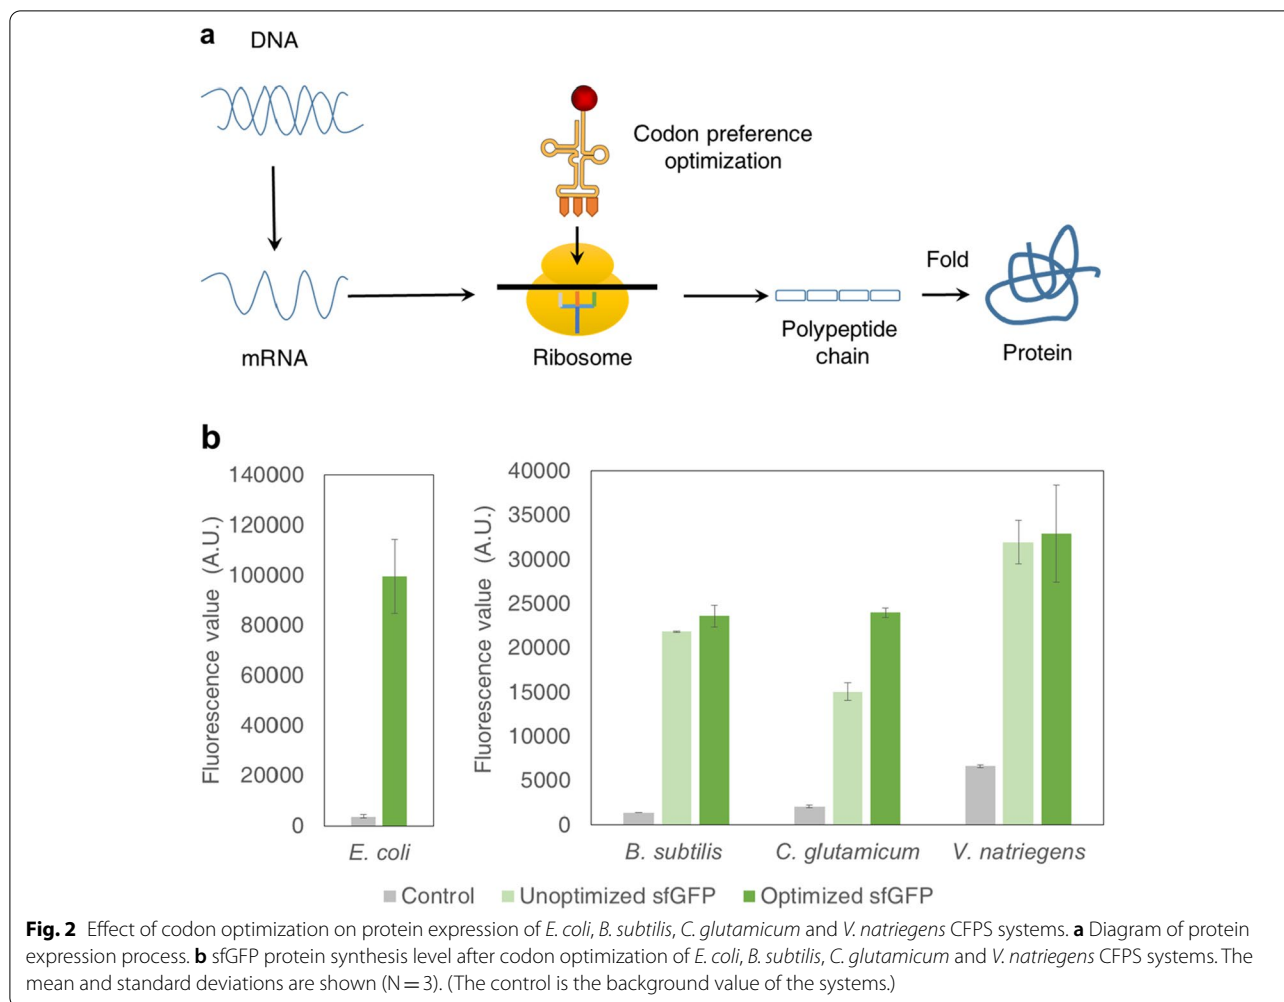 a
DNA
Codon preference
optimization
Fold
mRNA
Ribosome
Polypeptide
chain
Protein
b
Fluorescence value (A.U.)
140000
120000
100000
80000
60000
40000
20000
0
E. coli
Fluorescence value (A.U.)
40000
35000
30000
25000
20000
15000
10000
5000
0
B. subtilis
C. glutamicum
V. natriegens
Control
Unoptimized sfGFP
Optimized sfGFP
Fig. 2 Effect of codon optimization on protein expression of E. coli, B. subtilis, C. glutamicum and V. natriegens CFPS systems. a Diagram of protein
expression process. b sfGFP protein synthesis level after codon optimization of E. coli, B. subtilis, C. glutamicum and V. natriegens CFPS systems. The
mean and standard deviations are shown (N = 3). (The control is the background value of the systems.)